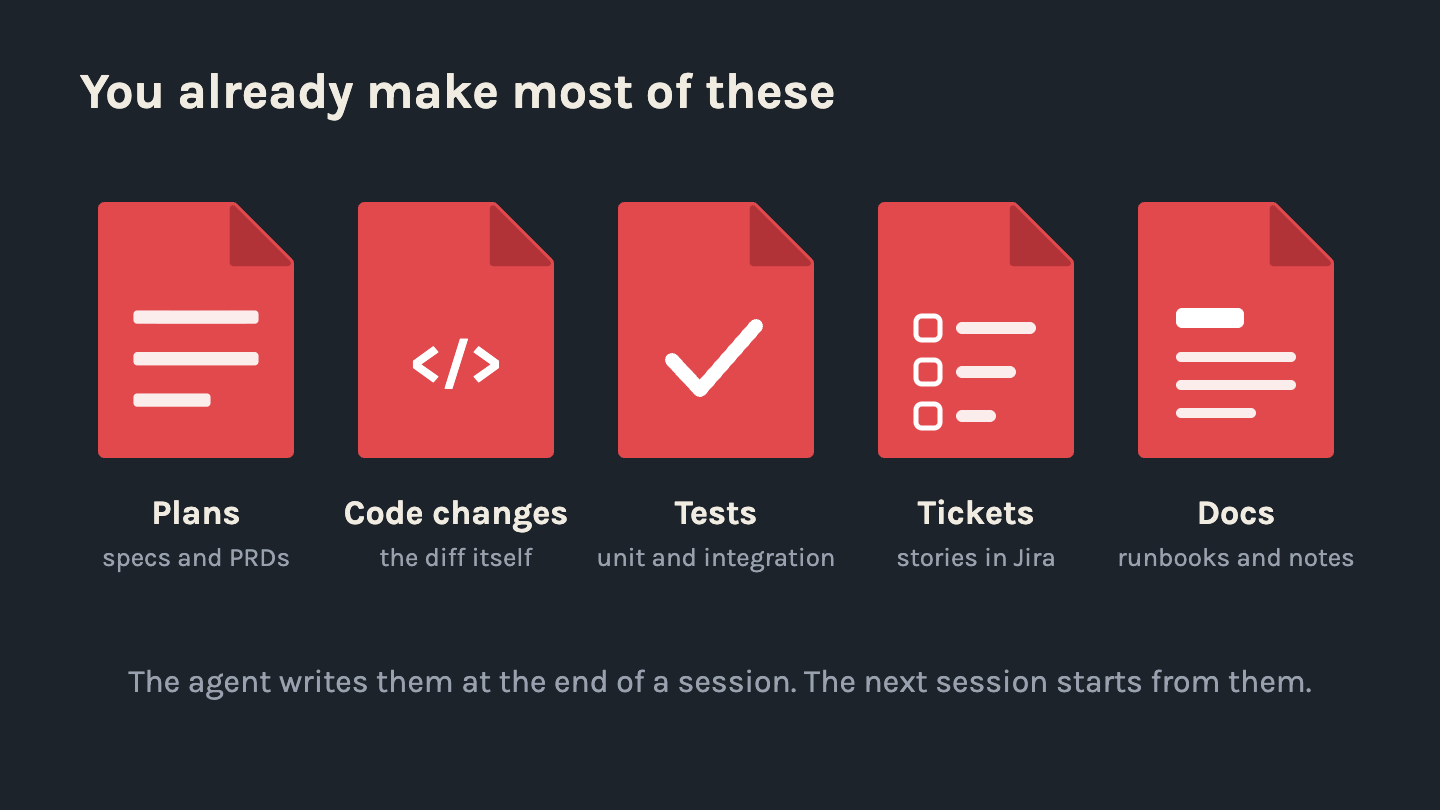 You already make most of these
</>
Plans
specs and PRDs
Code changes
the diff itself
Tests
unit and integration
Tickets
stories in Jira
Docs
runbooks and notes
The agent writes them at the end of a session. The next session starts from them.